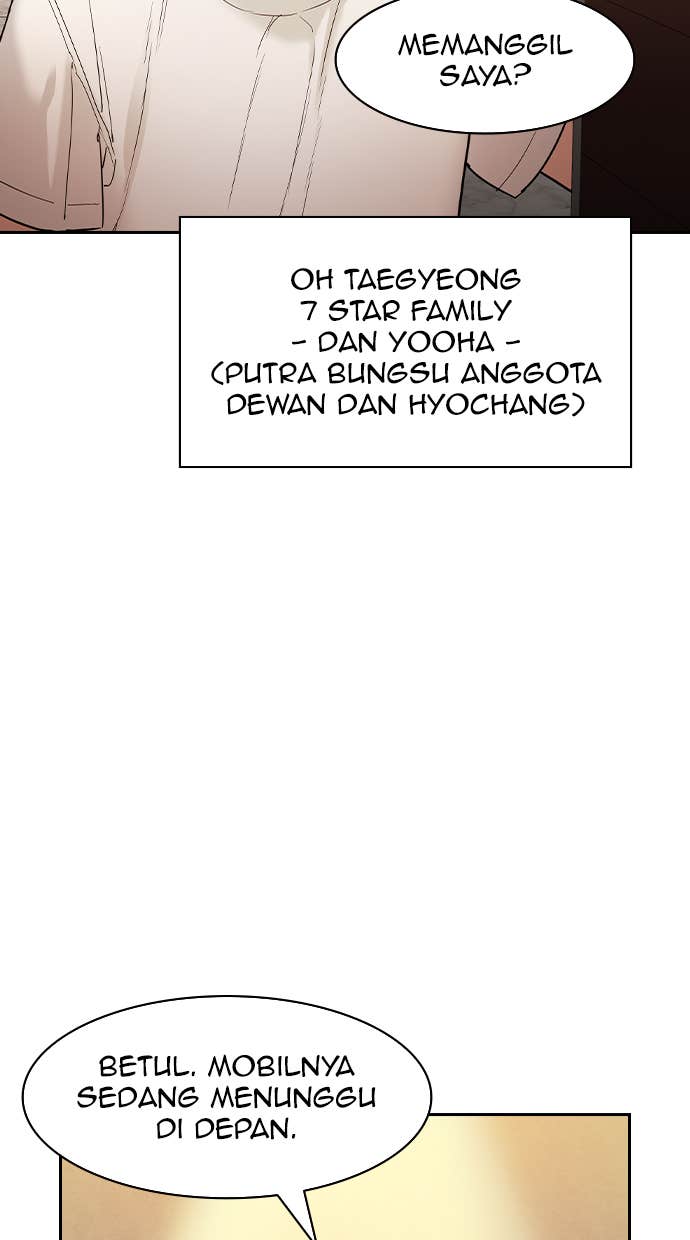 MEMANGGIL
SAYA?
OH TAEGYEONG
7 STAR FAMILY
- DAN YOOHA -
(PUTRA BUNGSU ANGGOTA
DEWAN DAN HYOCHANG)
BETUL. MOBILNYA
SEDANG MENUNGGU
DI DEPAN.